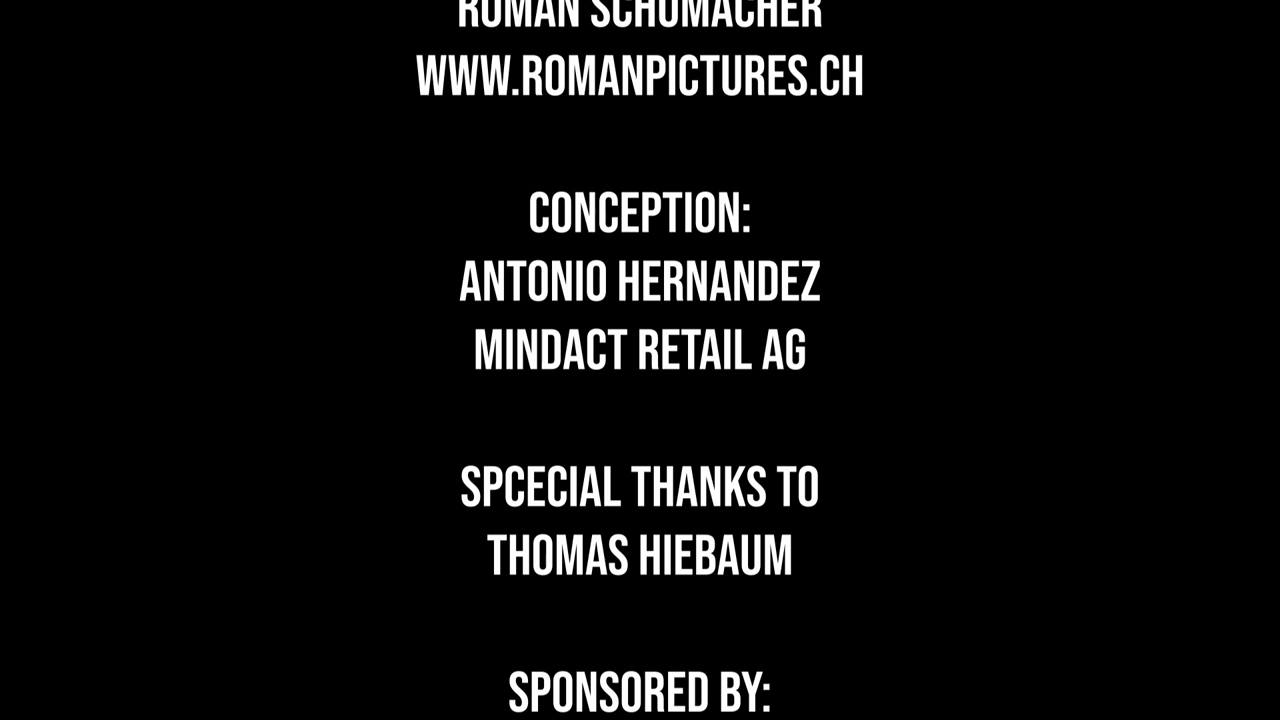 ROMAN SCHUMACHER
WWW.ROMANPICTURES.CH
CONCEPTION:
ANTONIO HERNANDEZ
MINDACT RETAIL AG
SPCECIAL THANKS TO
THOMAS HIEBAUM
SPONSORED BY: